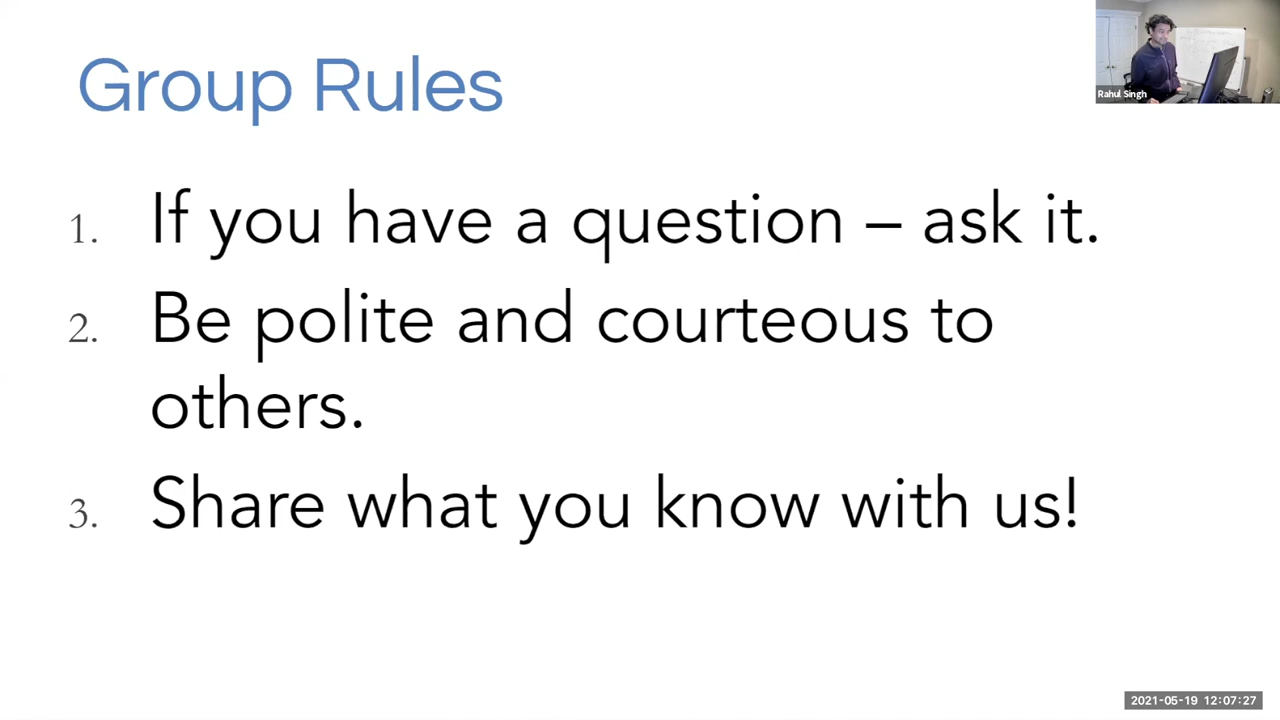 Group Rules
Rahul Singh
1. If you have a question – ask it.
2. Be polite and courteous to
others.
3. Share what you know with us!
2021-05-19 12:07:27